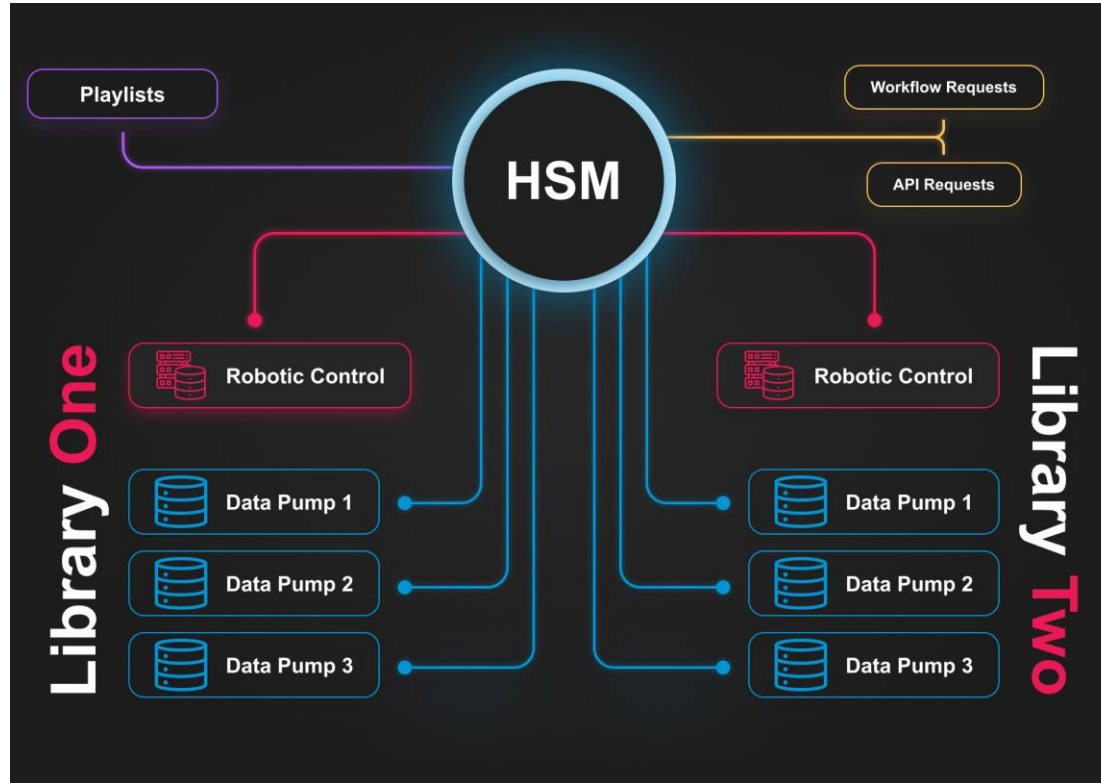 Playlists
HSM
Workflow Requests
API Requests
Library One
Robotic Control
Data Pump 1
Data Pump 2
Data Pump 3
Robotic Control
Data Pump 1
Data Pump 2
Data Pump 3
Library Two